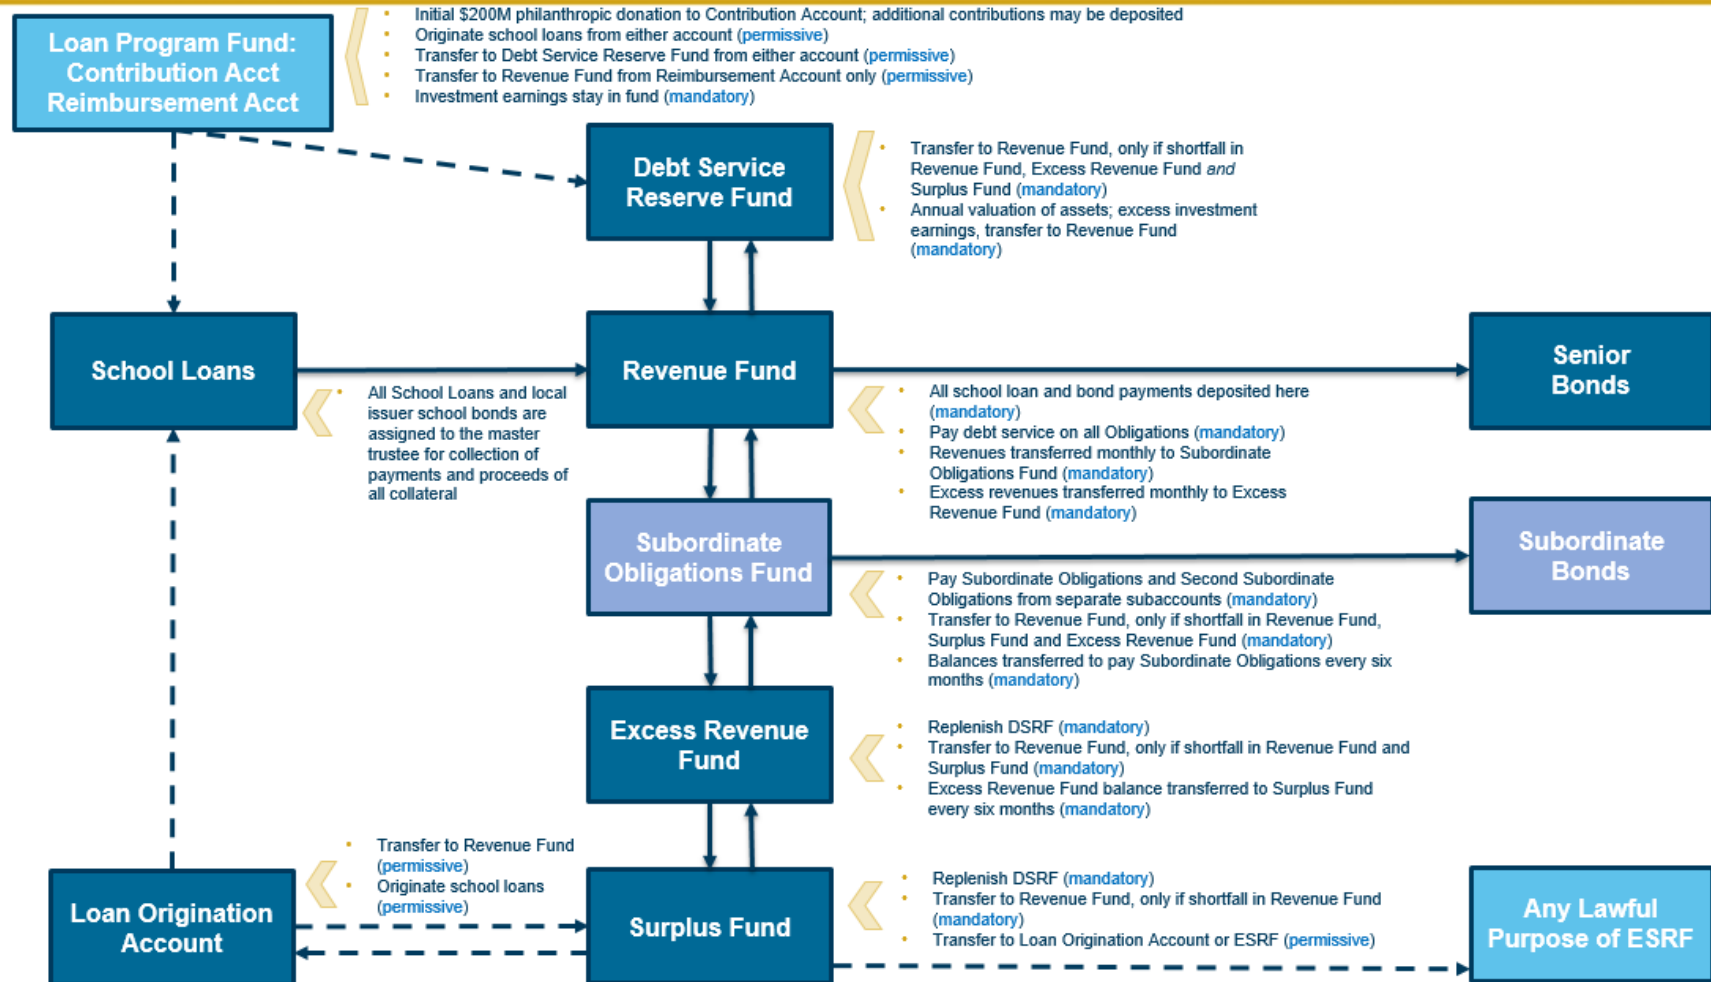 Loan Program Fund:
Contribution Acct
Reimbursement Acct
• Initial $200M philanthropic donation to Contribution Account; additional contributions may be deposited
• Originate school loans from either account (permissive)
• Transfer to Debt Service Reserve Fund from either account (permissive)
• Transfer to Revenue Fund from Reimbursement Account only (permissive)
• Investment earnings stay in fund (mandatory)
Debt Service
Reserve Fund
• Transfer to Revenue Fund, only if shortfall in
Revenue Fund, Excess Revenue Fund and
Surplus Fund (mandatory)
• Annual valuation of assets; excess investment
earnings, transfer to Revenue Fund
(mandatory)
School Loans
• All School Loans and local
issuer school bonds are
assigned to the master
trustee for collection of
payments and proceeds of
all collateral
Revenue Fund
• All school loan and bond payments deposited here
(mandatory)
• Pay debt service on all Obligations (mandatory)
• Revenues transferred monthly to Subordinate
Obligations Fund (mandatory)
• Excess revenues transferred monthly to Excess
Revenue Fund (mandatory)
Senior
Bonds
Subordinate
Obligations Fund
• Pay Subordinate Obligations and Second Subordinate
Obligations from separate subaccounts (mandatory)
• Transfer to Revenue Fund, only if shortfall in Revenue Fund,
Surplus Fund and Excess Revenue Fund (mandatory)
• Balances transferred to pay Subordinate Obligations every six
months (mandatory)
Subordinate
Bonds
Excess Revenue
Fund
• Replenish DSRF (mandatory)
• Transfer to Revenue Fund, only if shortfall in Revenue Fund and
Surplus Fund (mandatory)
• Excess Revenue Fund balance transferred to Surplus Fund
every six months (mandatory)
Loan Origination
Account
• Transfer to Revenue Fund
(permissive)
• Originate school loans
(permissive)
Surplus Fund
• Replenish DSRF (mandatory)
• Transfer to Revenue Fund, only if shortfall in Revenue Fund
(mandatory)
• Transfer to Loan Origination Account or ESRF (permissive)
Any Lawful
Purpose of ESRF